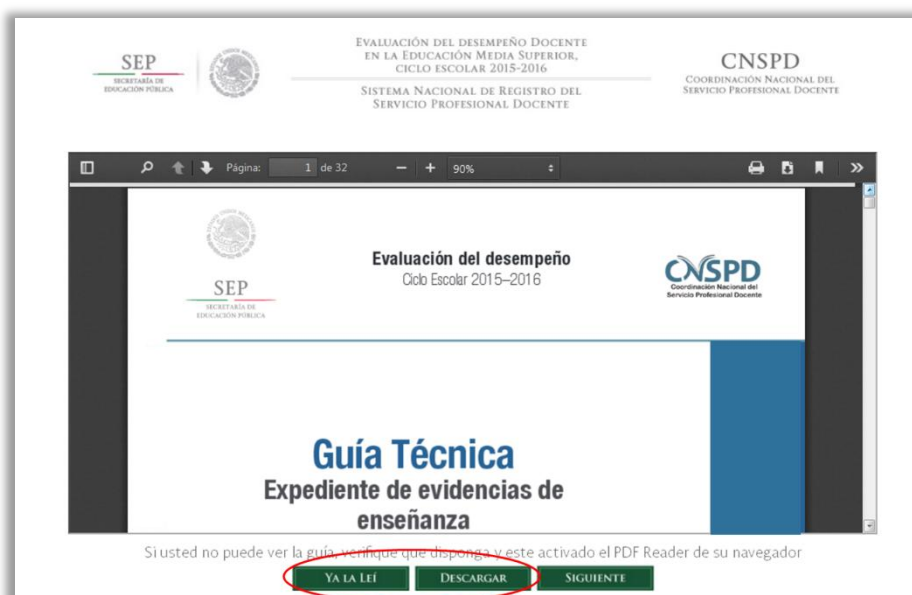 SEP
SECRETARÍA DE
EDUCACIÓN PÚBLICA
EVALUACIÓN DEL DESEMPEÑO DOCENTE
EN LA EDUCACIÓN MEDIA SUPERIOR,
CICLO ESCOLAR 2015-2016
SISTEMA NACIONAL DE REGISTRO DEL
SERVICIO PROFESIONAL DOCENTE
CNSPD
COORDINACIÓN NACIONAL DEL
SERVICIO PROFESIONAL DOCENTE
Página: 1 de 32 90%
SEP
SECRETARÍA DE
EDUCACIÓN PÚBLICA
Evaluación del desempeño
Ciclo Escolar 2015–2016
CNSPD
Coordinación Nacional del
Servicio Profesional Docente
Guía Técnica
Expediente de evidencias de
enseñanza
Si usted no puede ver la guía, verifique que disponga y este activado el PDF Reader de su navegador
YA LA LEÍ DESCARGAR SIGUIENTE